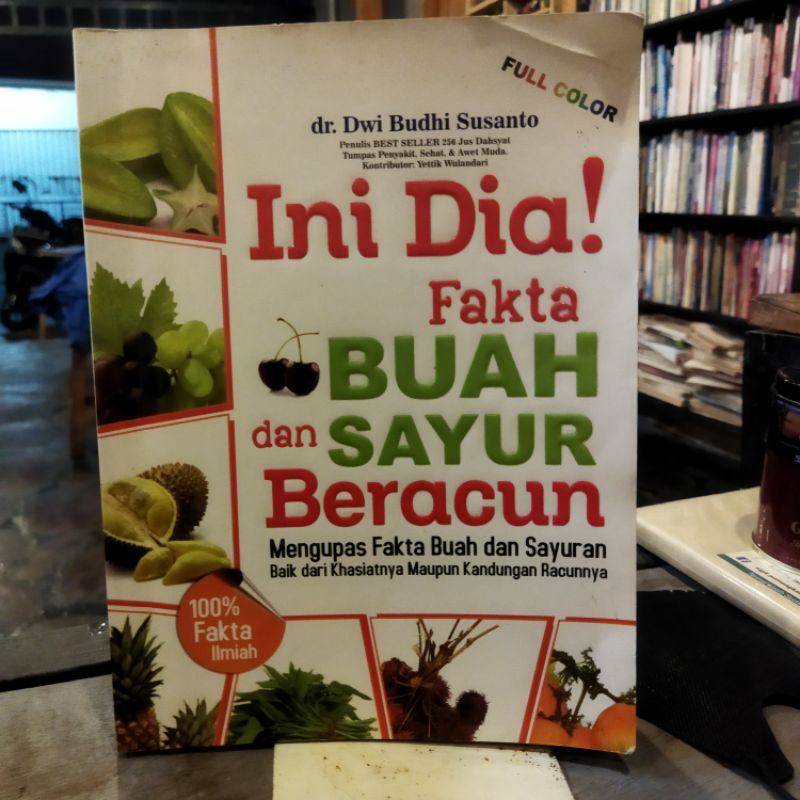 FULL COLOR
dr. Dwi Budhi Susanto
Penulis BEST SELLER 256 Jus Dahsyat
Tumpas Penyakit, Sehat, & Awet Muda.
Kontributor: Yettik Wulandari
Ini Dia!
Fakta
BUAH
dan SAYUR
Beracun
Mengupas Fakta Buah dan Sayuran
Baik dari Khasiatnya Maupun Kandungan Racunnya
100%
Fakta
Ilmiah